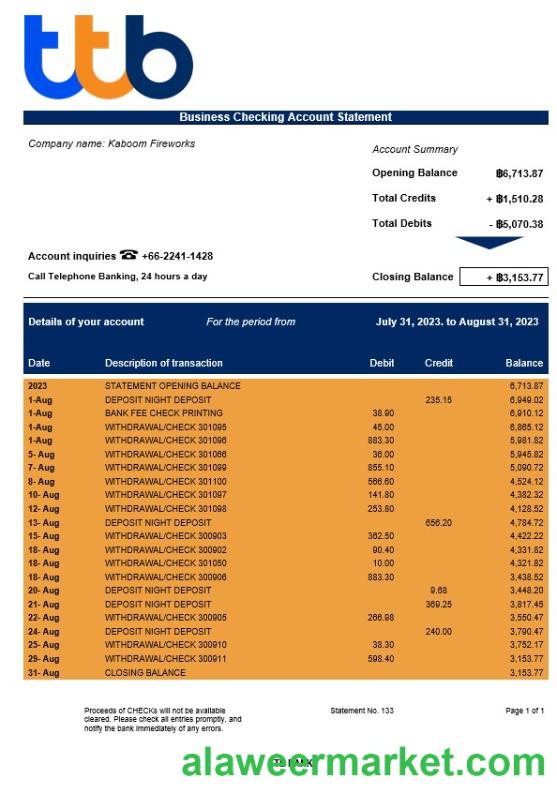 ttb
Business Checking Account Statement
Company name: Kaboom Fireworks
Account Summary
Opening Balance ฿6,713.87
Total Credits + ฿1,510.28
Total Debits - ฿5,070.38
Account inquiries ☎ +66-2241-1428
Call Telephone Banking, 24 hours a day
Closing Balance + ฿3,153.77
Details of your account For the period from July 31, 2023. to August 31, 2023
Date Description of transaction Debit Credit Balance
2023 STATEMENT OPENING BALANCE 6,713.87
1-Aug DEPOSIT NIGHT DEPOSIT 235.15 6,949.02
1-Aug BANK FEE CHECK PRINTING 38.90 6,910.12
1-Aug WITHDRAWAL/CHECK 301095 45.00 6,865.12
1-Aug WITHDRAWAL/CHECK 301096 883.30 5,981.82
5- Aug WITHDRAWAL/CHECK 301066 36.00 5,945.82
7- Aug WITHDRAWAL/CHECK 301099 855.10 5,090.72
8- Aug WITHDRAWAL/CHECK 301100 566.60 4,524.12
10- Aug WITHDRAWAL/CHECK 301097 141.80 4,382.32
12- Aug WITHDRAWAL/CHECK 301098 253.80 4,128.52
13- Aug DEPOSIT NIGHT DEPOSIT 656.20 4,784.72
15- Aug WITHDRAWAL/CHECK 300903 362.50 4,422.22
18- Aug WITHDRAWAL/CHECK 300902 90.40 4,331.82
18- Aug WITHDRAWAL/CHECK 301050 10.00 4,321.82
18- Aug WITHDRAWAL/CHECK 300906 883.30 3,438.52
20- Aug DEPOSIT NIGHT DEPOSIT 9.68 3,448.20
21- Aug DEPOSIT NIGHT DEPOSIT 369.25 3,817.45
22- Aug WITHDRAWAL/CHECK 300905 266.98 3,550.47
24- Aug DEPOSIT NIGHT DEPOSIT 240.00 3,790.47
25- Aug WITHDRAWAL/CHECK 300910 38.30 3,752.17
29- Aug WITHDRAWAL/CHECK 300911 598.40 3,153.77
31- Aug CLOSING BALANCE 3,153.77
Proceeds of CHECKs will not be available Statement No. 133 Page 1 of 1
cleared. Please check all entries promptly, and
notify the bank immediately of any errors.
alaweermarket.com